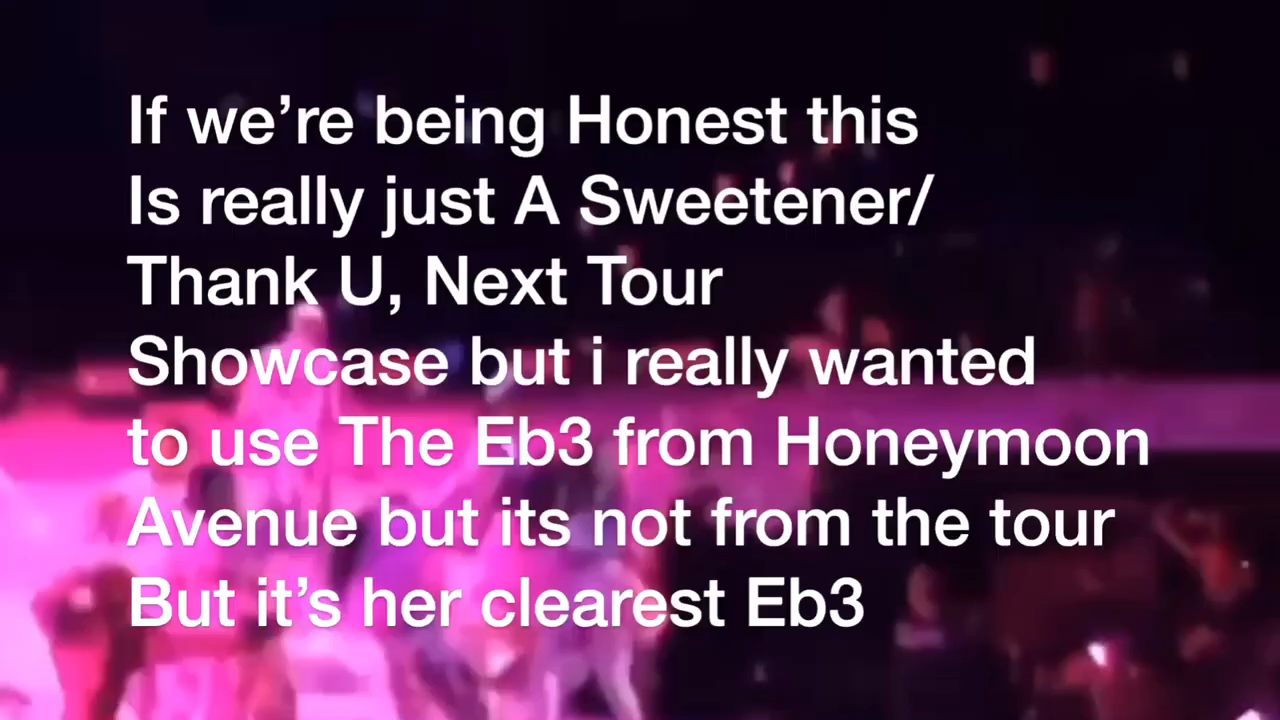 If we’re being Honest this
Is really just A Sweetener/
Thank U, Next Tour
Showcase but i really wanted
to use The Eb3 from Honeymoon
Avenue but its not from the tour
But it’s her clearest Eb3